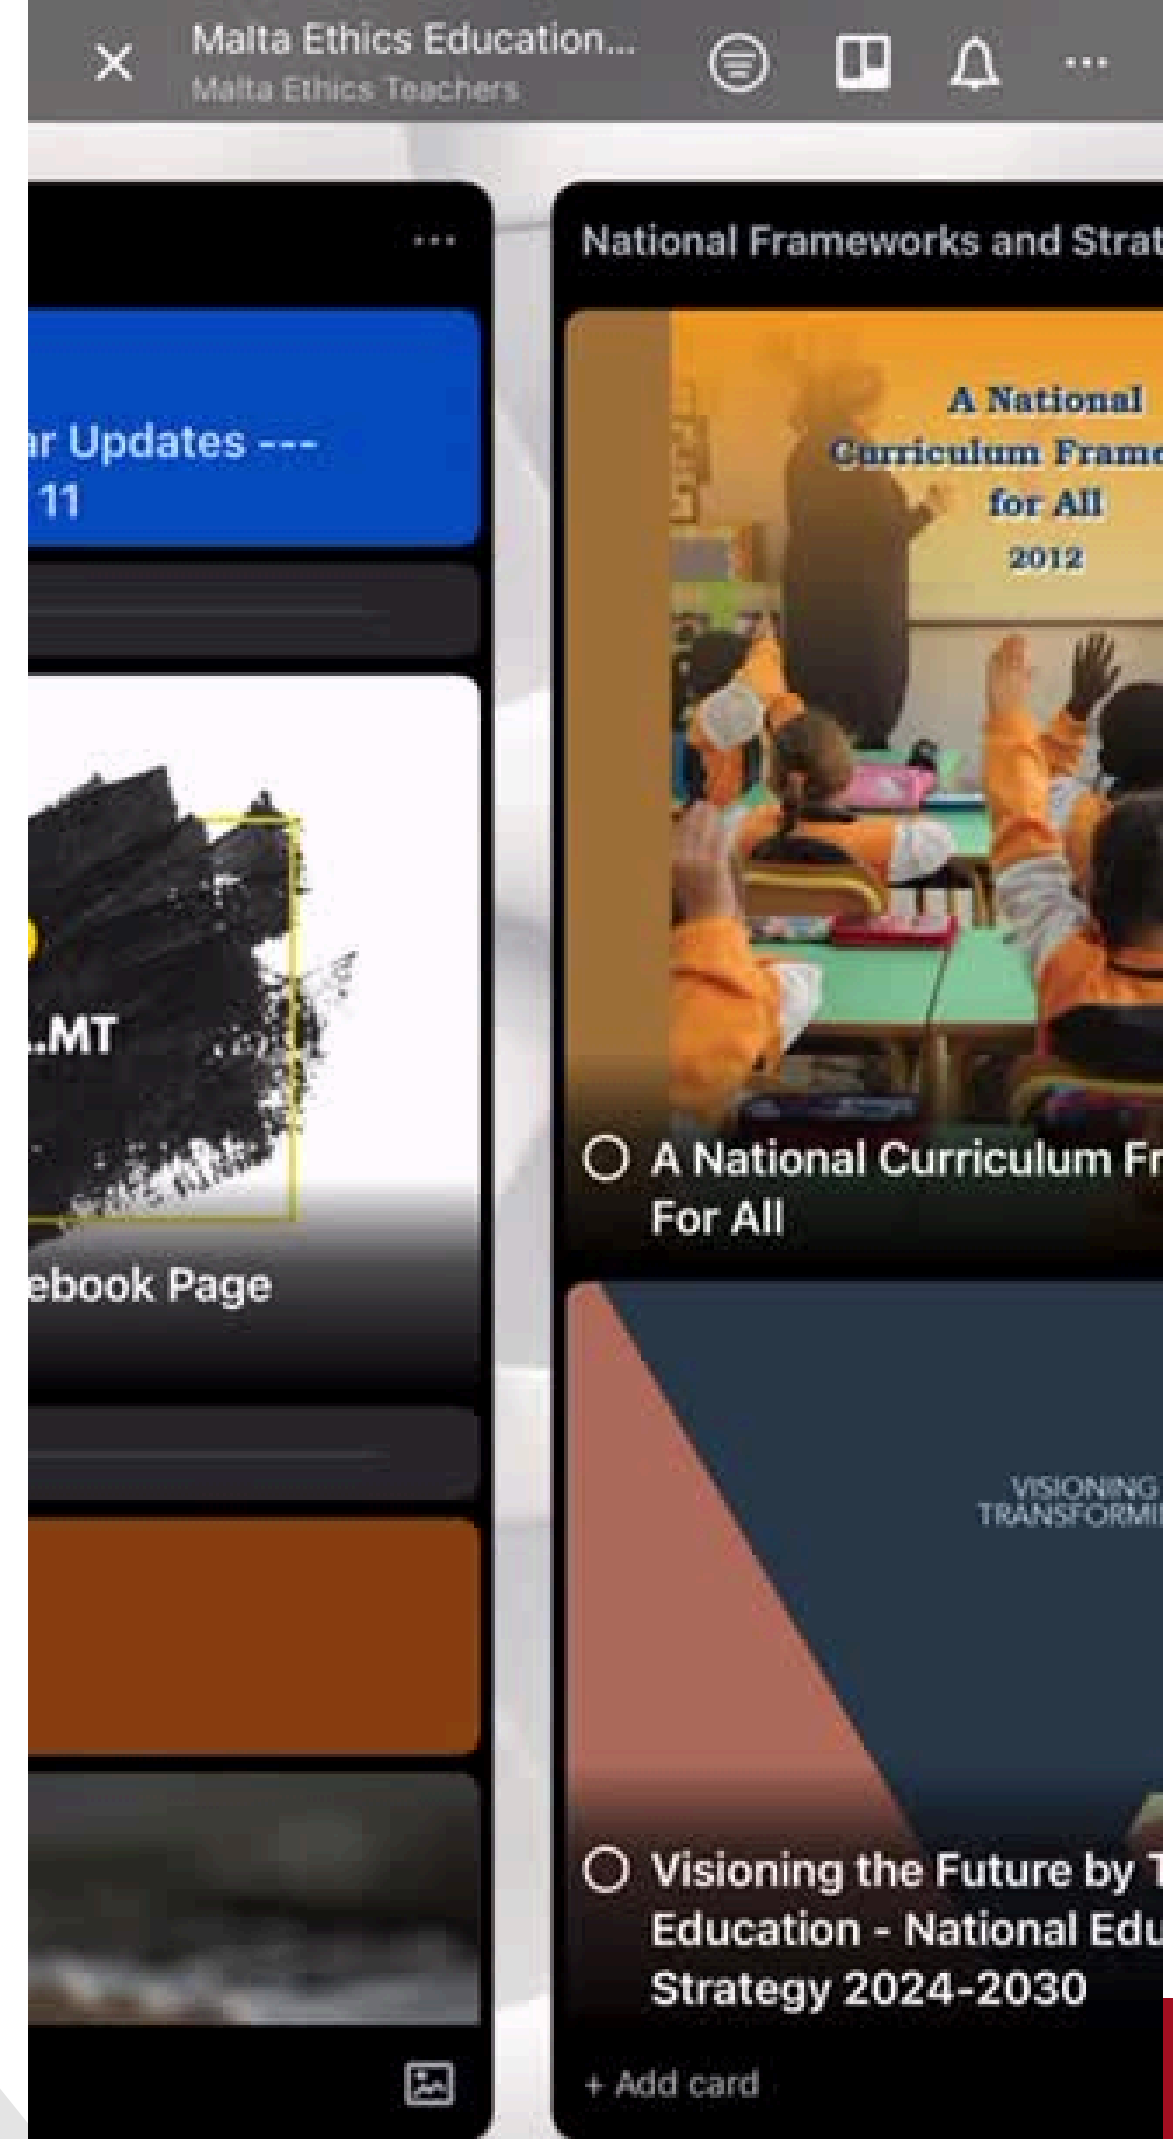 Malta Ethics Education...
Malta Ethics Teachers
ar Updates ---
11
.MT
ebook Page
National Frameworks and Strat
A National
Curriculum Frame
for All
2012
A National Curriculum Fr
For All
VISIONING
TRANSFORMI
Visioning the Future by T
Education - National Edu
Strategy 2024-2030
+ Add card